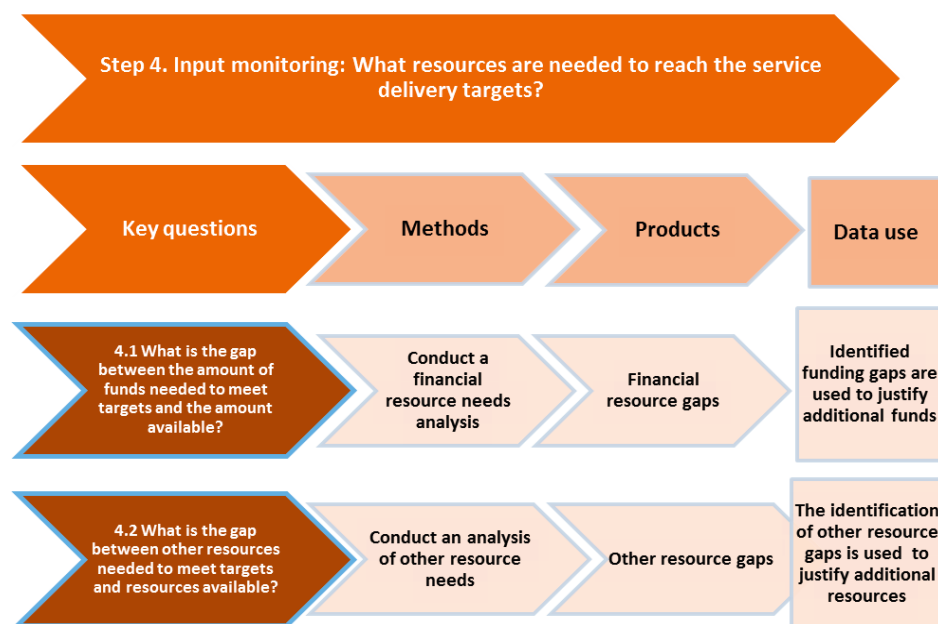 Step 4. Input monitoring: What resources are needed to reach the service
delivery targets?
Key questions
Methods
Products
Data use
4.1 What is the gap
between the amount of
funds needed to meet
targets and the amount
available?
Conduct a
financial
resource needs
analysis
Financial
resource gaps
Identified
funding gaps are
used to justify
additional funds
4.2 What is the gap
between other resources
needed to meet targets
and resources available?
Conduct an analysis
of other resource
needs
Other resource gaps
The identification
of other resource
gaps is used to
justify additional
resources